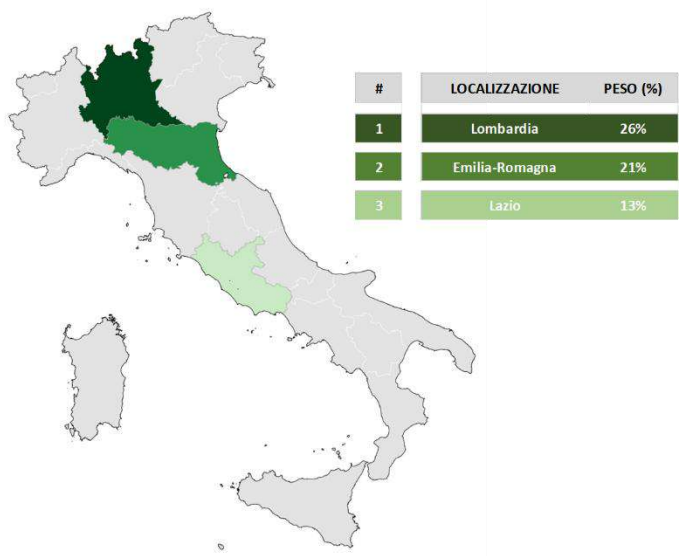 # LOCALIZZAZIONE PESO (%)
1 Lombardia 26%
2 Emilia-Romagna 21%
3 Lazio 13%